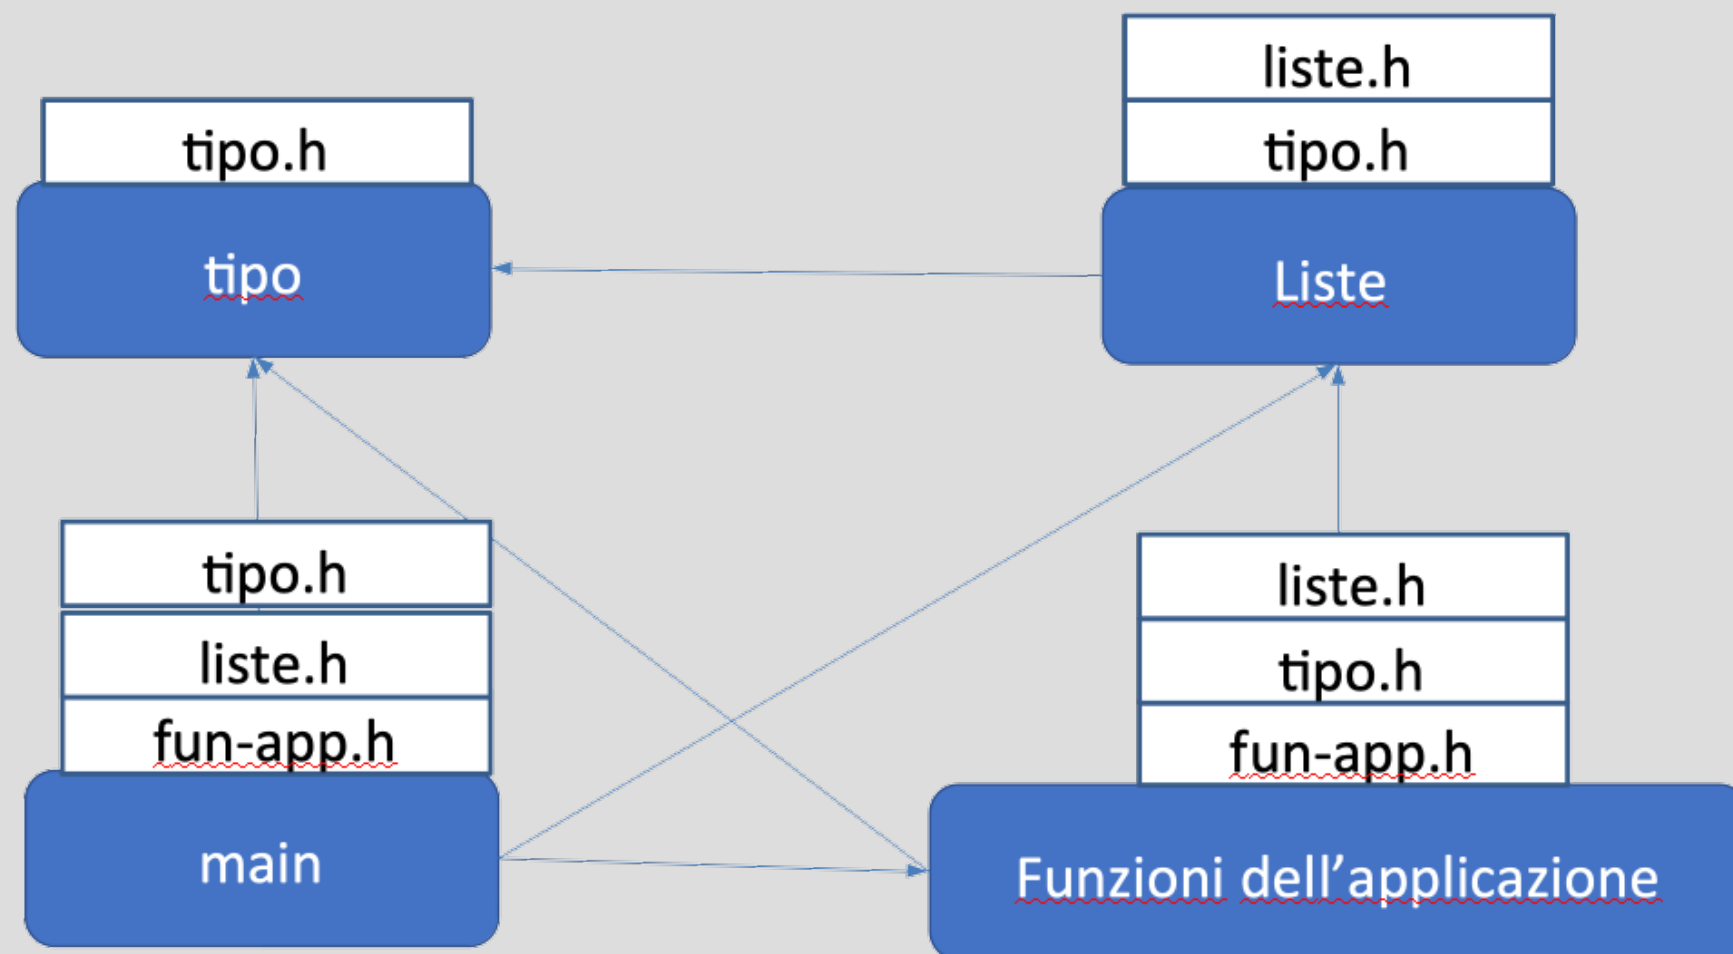 tipo.h
tipo
liste.h
tipo.h
Liste
tipo.h
liste.h
fun-app.h
main
liste.h
tipo.h
fun-app.h
Funzioni dell’applicazione